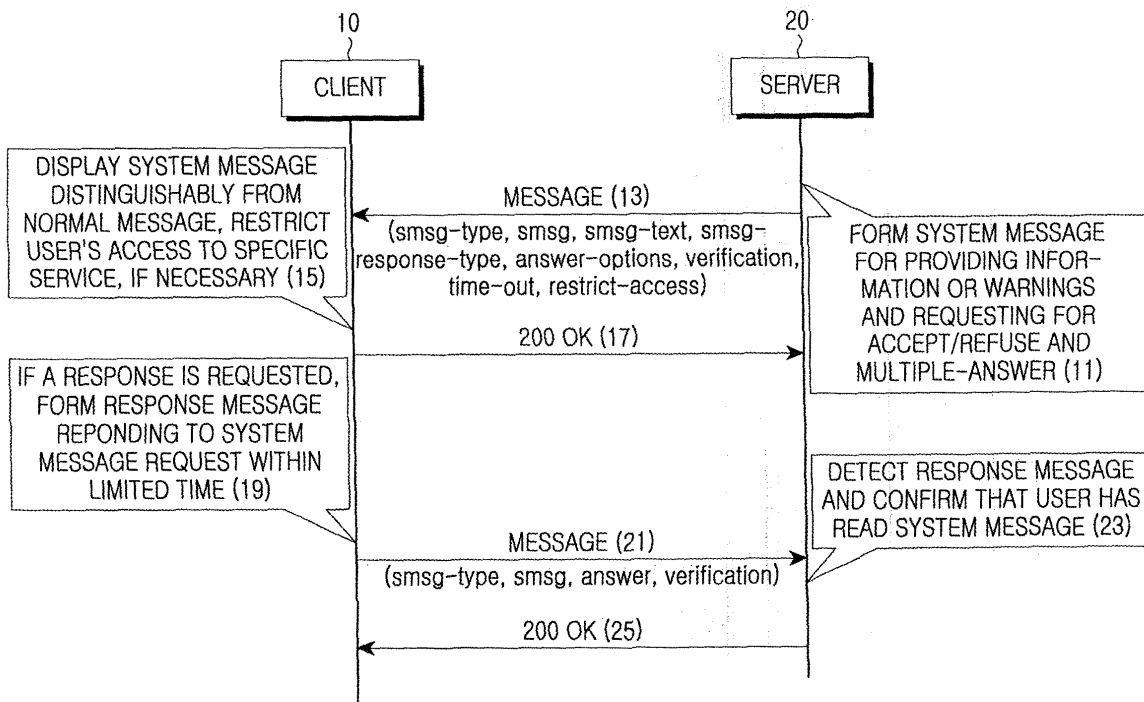 10
20
CLIENT
SERVER
DISPLAY SYSTEM MESSAGE
DISTINGUISHABLY FROM
NORMAL MESSAGE, RESTRICT
USER'S ACCESS TO SPECIFIC
SERVICE, IF NECESSARY (15)
MESSAGE (13)
(smsg-type, smsg, smsg-text, smsg-
response-type, answer-options, verification,
time-out, restrict-access)
FORM SYSTEM MESSAGE
FOR PROVIDING INFOR-
MATION OR WARNINGS
AND REQUESTING FOR
ACCEPT/REFUSE AND
MULTIPLE-ANSWER (11)
200 OK (17)
IF A RESPONSE IS REQUESTED,
FORM RESPONSE MESSAGE
REPONDING TO SYSTEM
MESSAGE REQUEST WITHIN
LIMITED TIME (19)
DETECT RESPONSE MESSAGE
AND CONFIRM THAT USER HAS
READ SYSTEM MESSAGE (23)
MESSAGE (21)
(smsg-type, smsg, answer, verification)
200 OK (25)